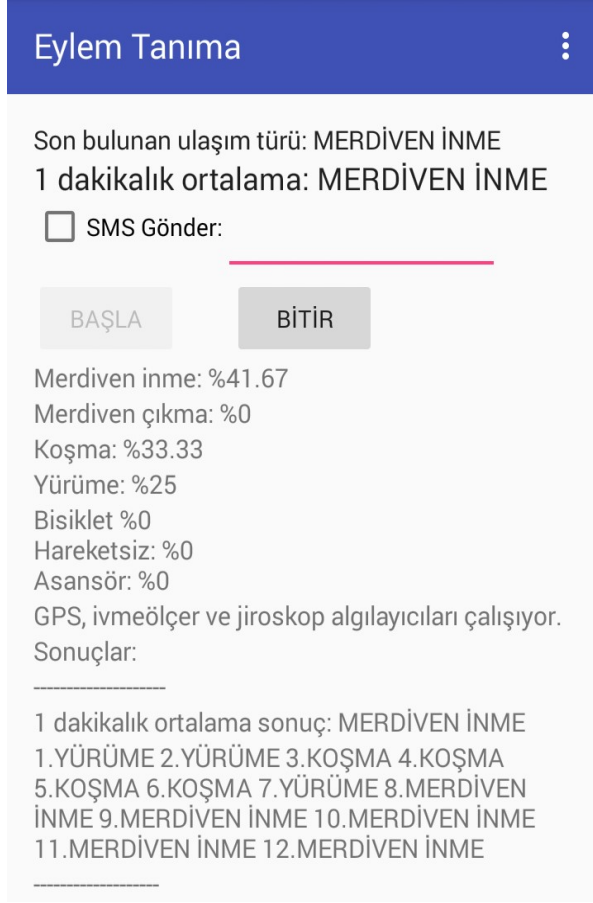 Eylem Tanıma
Son bulunan ulaşım türü: MERDİVEN İNME
1 dakikalık ortalama: MERDİVEN İNME
SMS Gönder:
BAŞLA
BİTİR
Merdiven inme: %41.67
Merdiven çıkma: %0
Koşma: %33.33
Yürüme: %25
Bisiklet %0
Hareketsiz: %0
Asansör: %0
GPS, ivmeölçer ve jiroskop algılayıcıları çalışıyor.
Sonuçlar:
--------------------
1 dakikalık ortalama sonuç: MERDİVEN İNME
1.YÜRÜME 2.YÜRÜME 3.KOŞMA 4.KOŞMA
5.KOŞMA 6.KOŞMA 7.YÜRÜME 8.MERDİVEN
İNME 9.MERDİVEN İNME 10.MERDİVEN İNME
11.MERDİVEN İNME 12.MERDİVEN İNME
-------------------